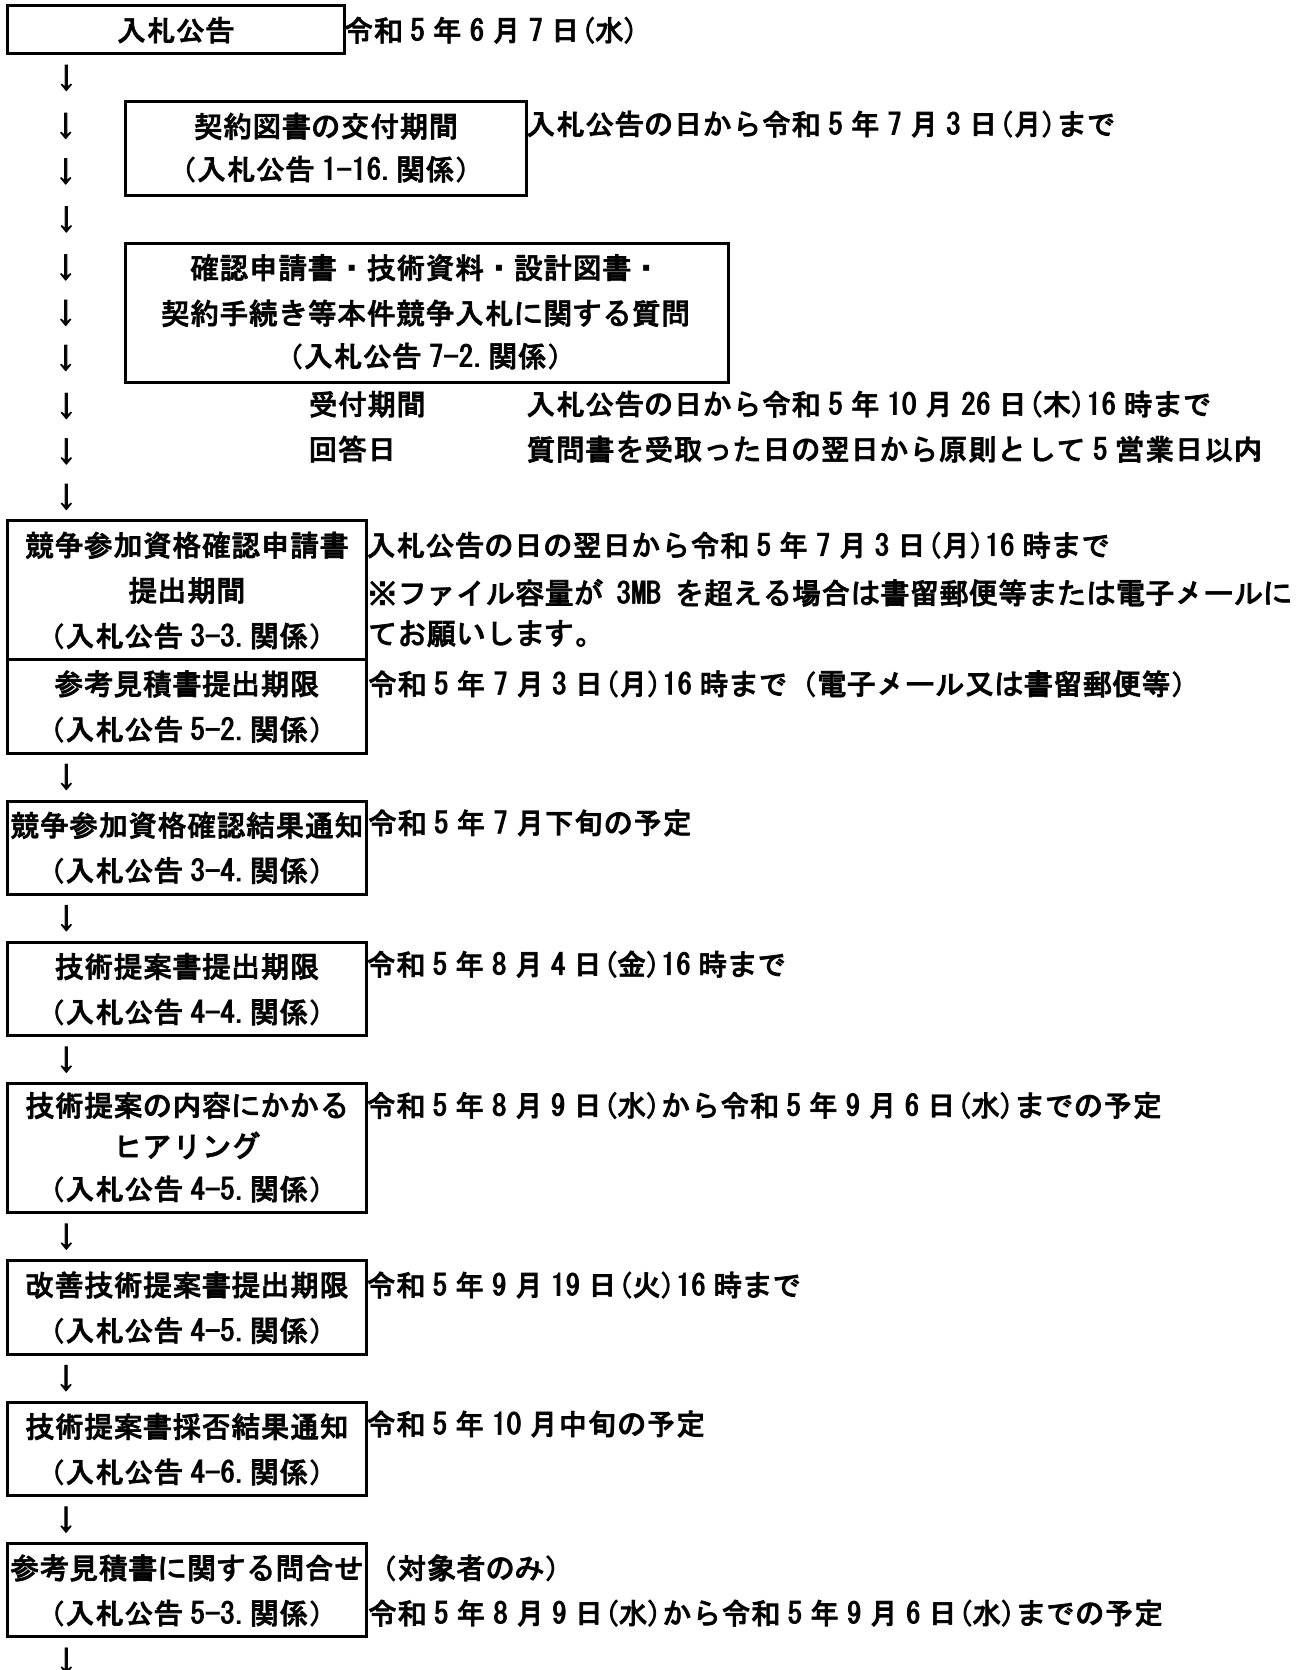 入札公告 令和5年6月7日(水)
↓
↓ 契約図書の交付期間 入札公告の日から令和5年7月3日(月)まで
↓ （入札公告1-16.関係）
↓
↓ 確認申請書・技術資料・設計図書・
↓ 契約手続き等本件競争入札に関する質問
↓ （入札公告7-2.関係）
↓ 受付期間 入札公告の日から令和5年10月26日(木)16時まで
↓ 回答日 質問書を受取った日の翌日から原則として5営業日以内
↓
競争参加資格確認申請書 入札公告の日の翌日から令和5年7月3日(月)16時まで
提出期間 ※ファイル容量が 3MB を超える場合は書留郵便等または電子メールに
（入札公告3-3.関係） てお願いします。
参考見積書提出期限 令和5年7月3日(月)16時まで（電子メール又は書留郵便等）
（入札公告5-2.関係）
↓
競争参加資格確認結果通知 令和5年7月下旬の予定
（入札公告3-4.関係）
↓
技術提案書提出期限 令和5年8月4日(金)16時まで
（入札公告4-4.関係）
↓
技術提案の内容にかかる 令和5年8月9日(水)から令和5年9月6日(水)までの予定
ヒアリング
（入札公告4-5.関係）
↓
改善技術提案書提出期限 令和5年9月19日(火)16時まで
（入札公告4-5.関係）
↓
技術提案書採否結果通知 令和5年10月中旬の予定
（入札公告4-6.関係）
↓
参考見積書に関する問合せ （対象者のみ）
（入札公告5-3.関係） 令和5年8月9日(水)から令和5年9月6日(水)までの予定
↓